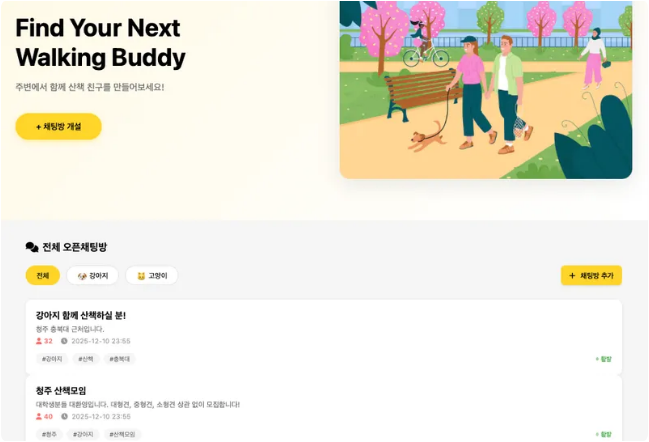 Find Your Next
Walking Buddy
주변에서 함께 산책 친구를 만들어보세요!
+ 채팅방 개설
전체 오픈채팅방
전체
강아지
고양이
+ 채팅방 추가
강아지 함께 산책하실 분!
청주 충북대 근처입니다.
32 2025-12-10 23:55
#강아지 #산책 #충북대
활발
청주 산책모임
대학생분들 대환영입니다. 대형견, 중형견, 소형견 상관 없이 모집합니다!
40 2025-12-10 23:55
#청주 #강아지 #산책모임
활발